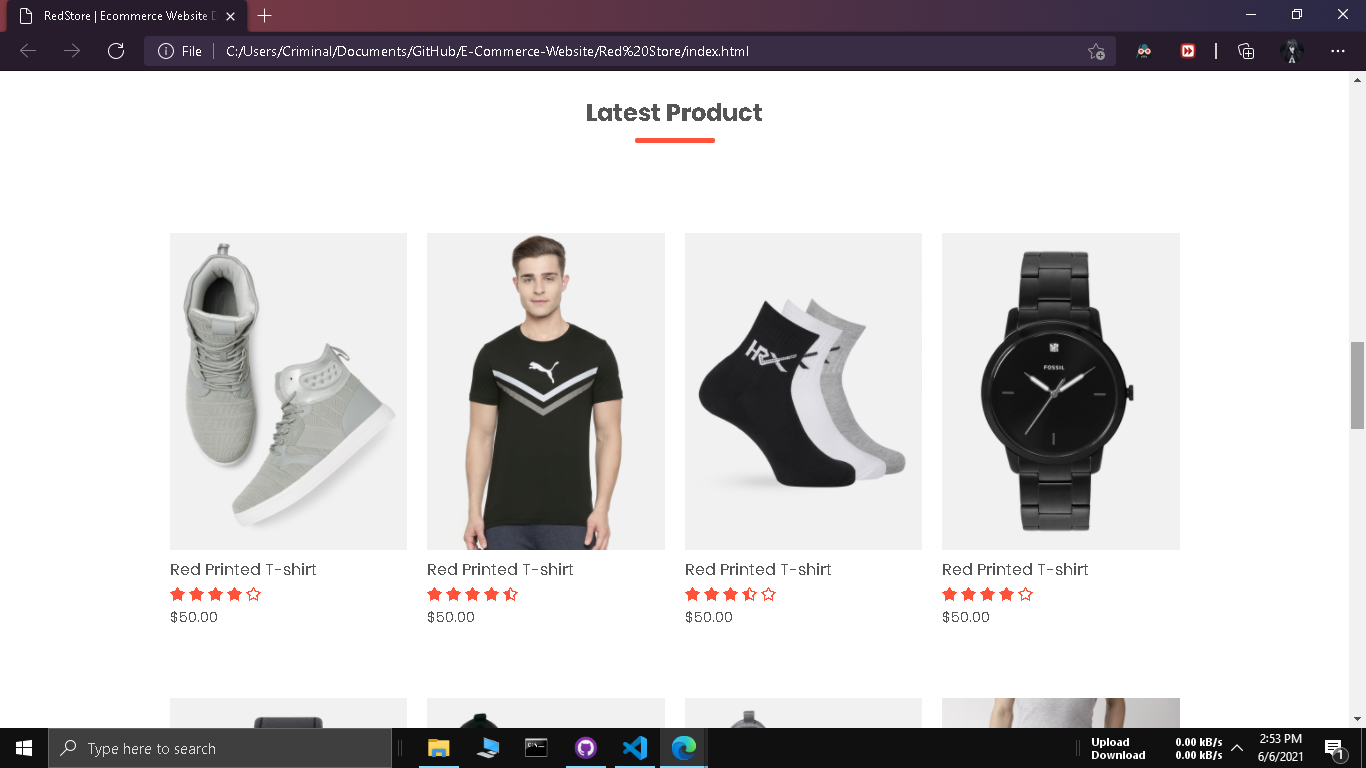 RedStore | Ecommerce Website D
File
C:/Users/Criminal/Documents/GitHub/E-Commerce-Website/Red%20Store/index.html
Latest Product
HRX
FOSSIL
Red Printed T-shirt
Red Printed T-shirt
Red Printed T-shirt
Red Printed T-shirt
$50.00
$50.00
$50.00
$50.00
Type here to search
Upload 0.00 kB/s
Download 0.00 kB/s
2:53 PM
6/6/2021
1